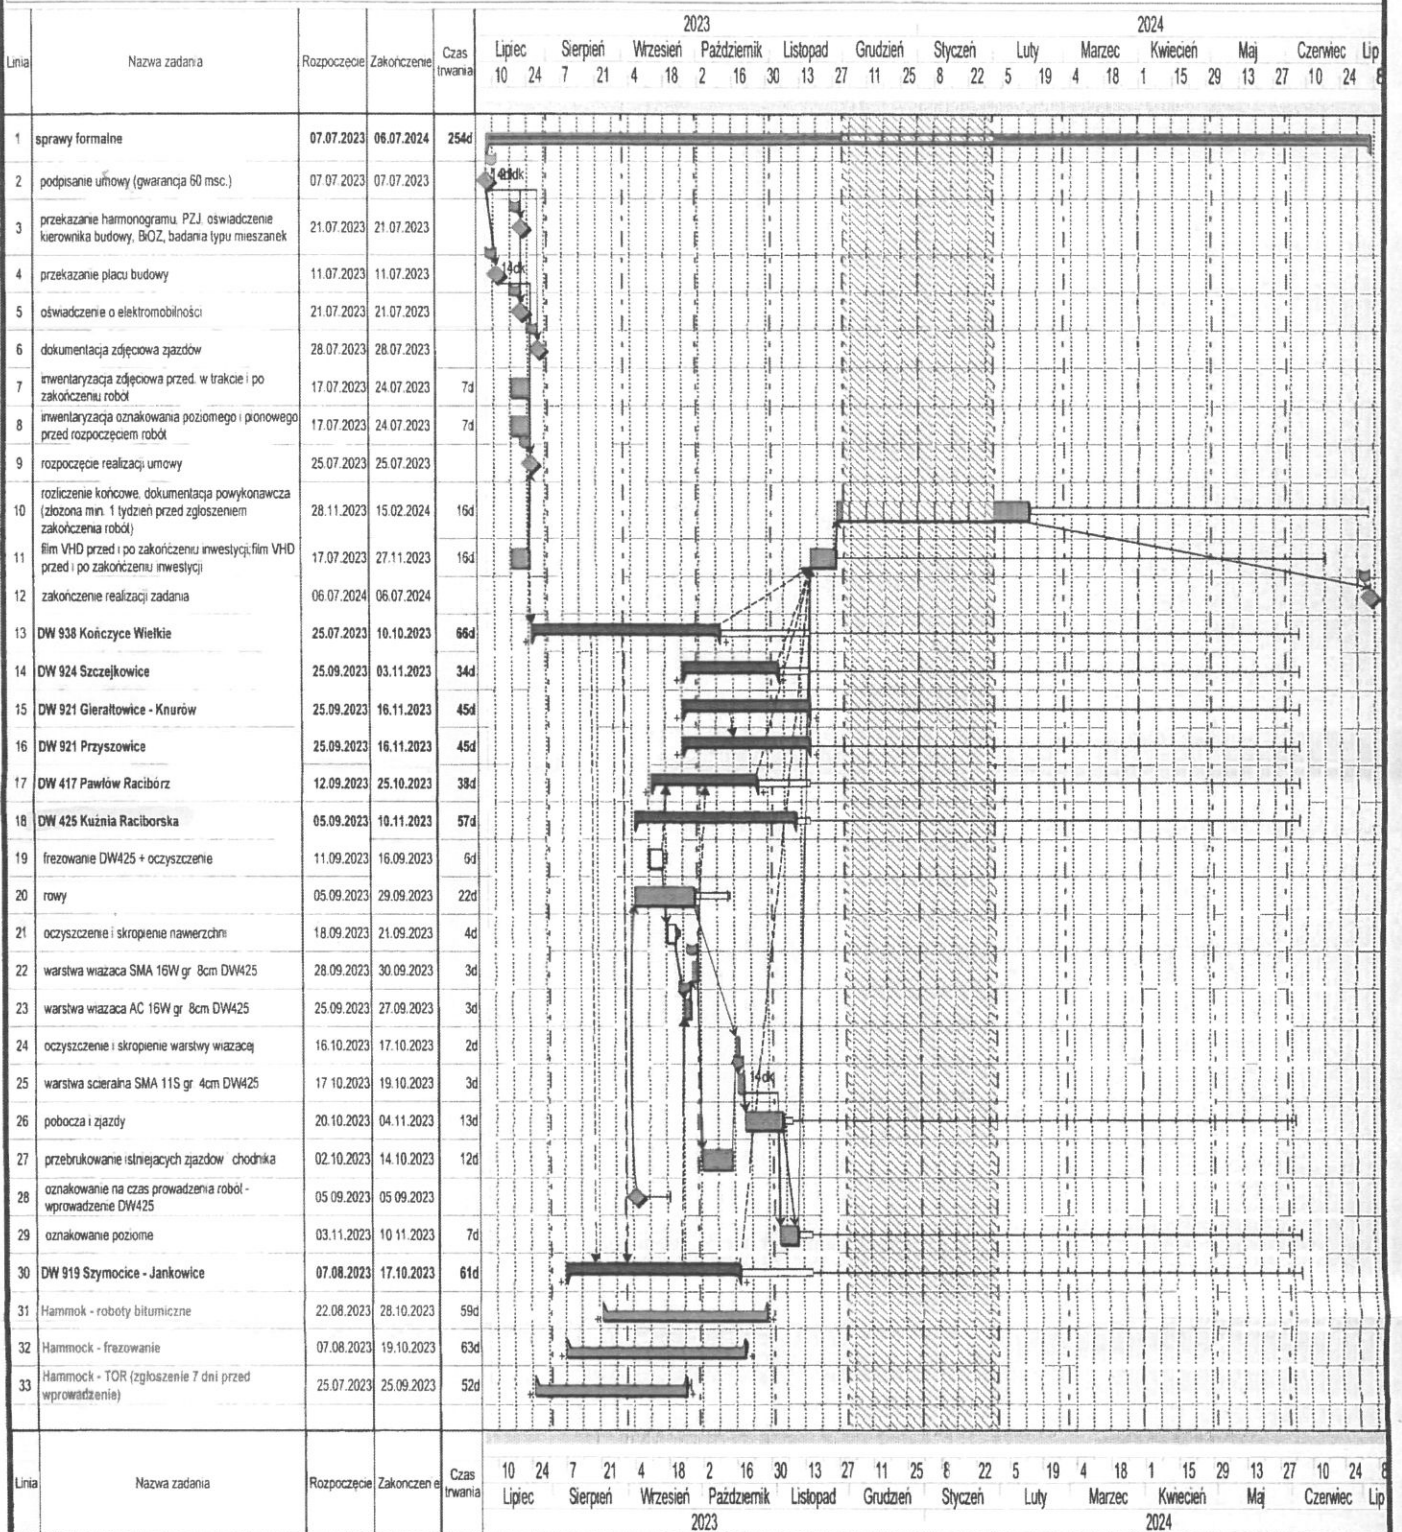 2023 2024
Linia Nazwa zadania Rozpoczęcie Zakończenie Czas trwania Lipiec Sierpień Wrzesień Październik Listopad Grudzień Styczeń Luty Marzec Kwiecień Maj Czerwiec Lip
10 24 7 21 4 18 2 16 30 13 27 11 25 8 22 5 19 4 18 1 15 29 13 27 10 24 8
1 sprawy formalne 07.07.2023 06.07.2024 254d
2 podpisanie umowy (gwarancja 60 msc.) 07.07.2023 07.07.2023
3 przekazanie harmonogramu, PZJ, oświadczenie
kierownika budowy, BiOZ, badania typu mieszanek 21.07.2023 21.07.2023
4 przekazanie placu budowy 11.07.2023 11.07.2023 14dk
5 oświadczenie o elektromobilności 21.07.2023 21.07.2023
6 dokumentacja zdjęciowa zjazdów 28.07.2023 28.07.2023
7 inwentaryzacja zdjęciowa przed, w trakcie i po
zakończeniu robót 17.07.2023 24.07.2023 7d
8 inwentaryzacja oznakowania poziomego i pionowego
przed rozpoczęciem robót 17.07.2023 24.07.2023 7d
9 rozpoczęcie realizacji umowy 25.07.2023 25.07.2023
10 rozliczenie końcowe, dokumentacja powykonawcza
(złożona min. 1 tydzień przed zgłoszeniem
zakończenia robót) 28.11.2023 15.02.2024 16d
11 film VHD przed i po zakończeniu inwestycji;film VHD
przed i po zakończeniu inwestycji 17.07.2023 27.11.2023 16d
12 zakończenie realizacji zadania 06.07.2024 06.07.2024
13 DW 938 Kończyce Wielkie 25.07.2023 10.10.2023 66d
14 DW 924 Szczejkowice 25.09.2023 03.11.2023 34d
15 DW 921 Gierałtowice - Knurów 25.09.2023 16.11.2023 45d
16 DW 921 Przyszowice 25.09.2023 16.11.2023 45d
17 DW 417 Pawłów Racibórz 12.09.2023 25.10.2023 38d
18 DW 425 Kuźnia Raciborska 05.09.2023 10.11.2023 57d
19 frezowanie DW425 + oczyszczenie 11.09.2023 16.09.2023 6d
20 rowy 05.09.2023 29.09.2023 22d
21 oczyszczenie i skropienie nawierzchni 18.09.2023 21.09.2023 4d
22 warstwa wiażaca SMA 16W gr 8cm DW425 28.09.2023 30.09.2023 3d
23 warstwa wiażaca AC 16W gr 8cm DW425 25.09.2023 27.09.2023 3d
24 oczyszczenie i skropienie warstwy wiażacej 16.10.2023 17.10.2023 2d
25 warstwa scieralna SMA 11S gr 4cm DW425 17.10.2023 19.10.2023 3d 14dk
26 pobocza i zjazdy 20.10.2023 04.11.2023 13d
27 przebrukowanie istniejacych zjazdow chodnika 02.10.2023 14.10.2023 12d
28 oznakowanie na czas prowadzenia robót -
wprowadzenie DW425 05.09.2023 05.09.2023
29 oznakowanie poziome 03.11.2023 10.11.2023 7d
30 DW 919 Szymocice - Jankowice 07.08.2023 17.10.2023 61d
31 Hammok - roboty bitumiczne 22.08.2023 28.10.2023 59d
32 Hammock - frezowanie 07.08.2023 19.10.2023 63d
33 Hammock - TOR (zgłoszenie 7 dni przed
wprowadzenie) 25.07.2023 25.09.2023 52d
Linia Nazwa zadania Rozpoczęcie Zakończenie Czas trwania 10 24 7 21 4 18 2 16 30 13 27 11 25 8 22 5 19 4 18 1 15 29 13 27 10 24 8
Lipiec Sierpień Wrzesień Październik Listopad Grudzień Styczeń Luty Marzec Kwiecień Maj Czerwiec Lip
2023 2024